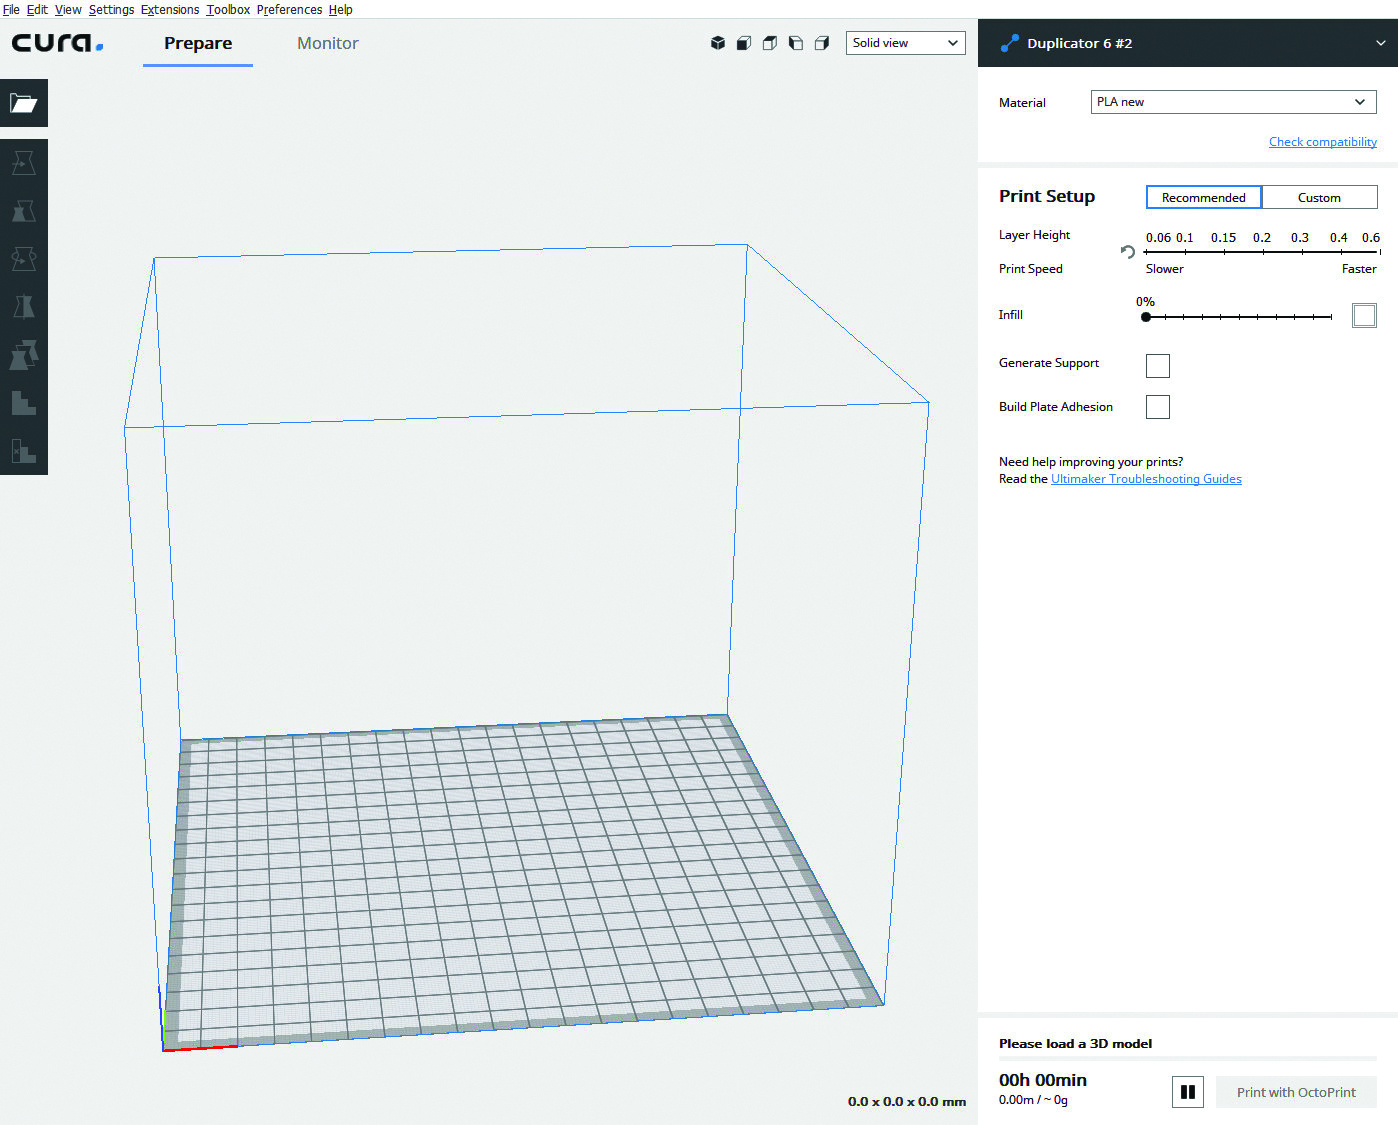 File Edit View Settings Extensions Toolbox Preferences Help
cura.
Prepare Monitor
Solid view
Duplicator 6 #2
Material PLA new
Check compatibility
Print Setup Recommended Custom
Layer Height 0.06 0.1 0.15 0.2 0.3 0.4 0.6
Print Speed Slower Faster
0%
Infill
Generate Support
Build Plate Adhesion
Need help improving your prints?
Read the Ultimaker Troubleshooting Guides
Please load a 3D model
00h 00min
0.00m / ~ 0g
Print with OctoPrint
0.0 x 0.0 x 0.0 mm